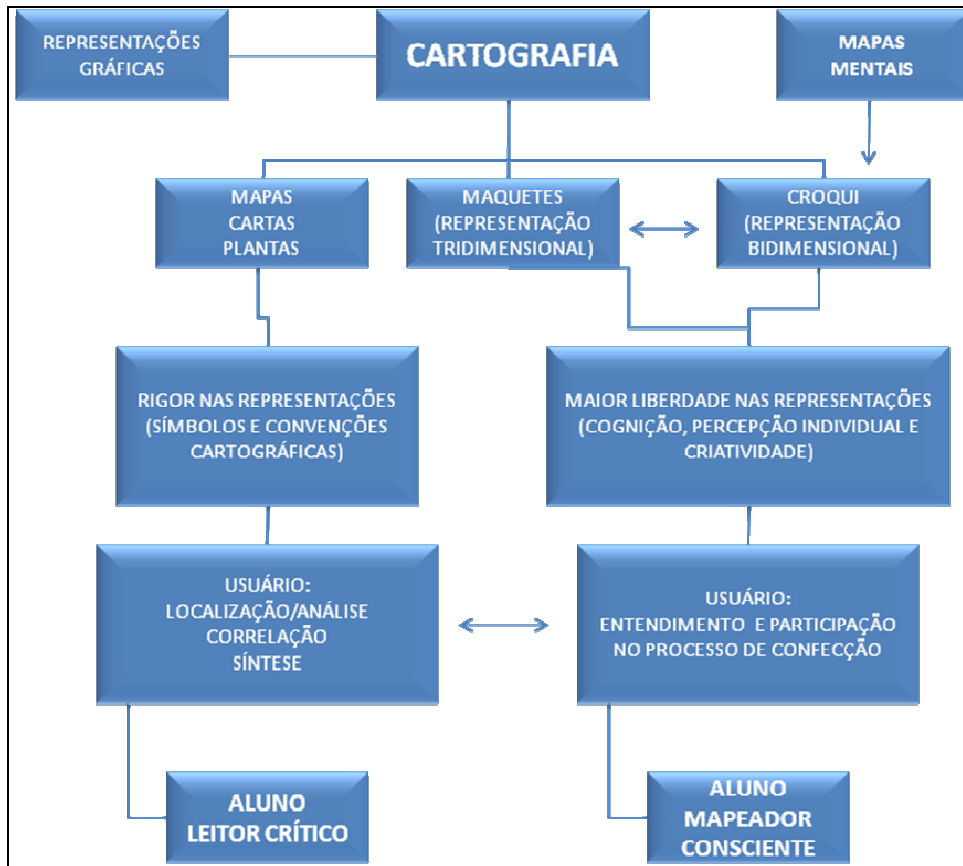 REPRESENTAÇÕES
GRÁFICAS
CARTOGRAFIA
MAPAS
MENTAIS
MAPAS
CARTAS
PLANTAS
MAQUETES
(REPRESENTAÇÃO
TRIDIMENSIONAL)
CROQUI
(REPRESENTAÇÃO
BIDIMENSIONAL)
RIGOR NAS REPRESENTAÇÕES
(SÍMBOLOS E CONVENÇÕES
CARTOGRÁFICAS)
MAIOR LIBERDADE NAS REPRESENTAÇÕES
(COGNIÇÃO, PERCEPÇÃO INDIVIDUAL E
CRIATIVIDADE)
USUÁRIO:
LOCALIZAÇÃO/ANÁLISE
CORRELAÇÃO
SÍNTESE
USUÁRIO:
ENTENDIMENTO E PARTICIPAÇÃO
NO PROCESSO DE CONFECÇÃO
ALUNO
LEITOR CRÍTICO
ALUNO
MAPEADOR
CONSCIENTE